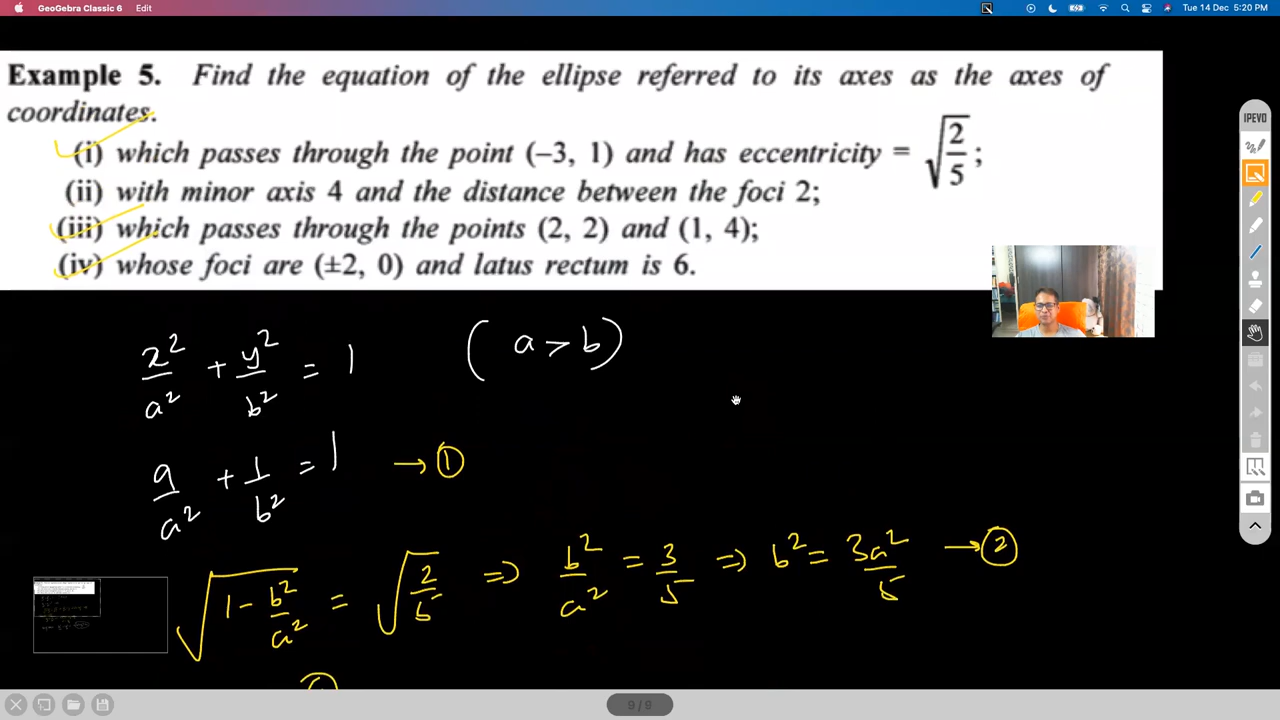 GeoGebra Classic 6 Edit Tue 14 Dec 5:20 PM
Example 5. Find the equation of the ellipse referred to its axes as the axes of
coordinates.
(i) which passes through the point (–3, 1) and has eccentricity = √(2/5);
(ii) with minor axis 4 and the distance between the foci 2;
(iii) which passes through the points (2, 2) and (1, 4);
(iv) whose foci are (±2, 0) and latus rectum is 6.
IPEVO
x²/a² + y²/b² = 1 (a > b)
9/a² + 1/b² = 1 → ①
√(1 - b²/a²) = √(2/5) ⇒ b²/a² = 3/5 ⇒ b² = 3a²/5 → ②
9 / 9